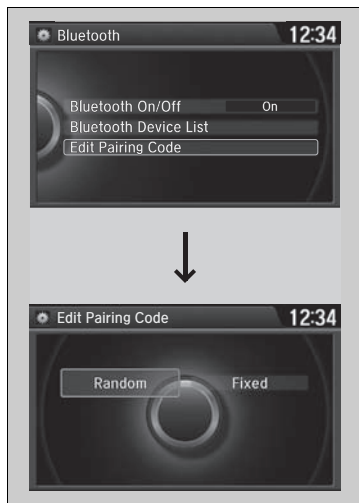 Bluetooth 12:34
Bluetooth On/Off On
Bluetooth Device List
Edit Pairing Code
Edit Pairing Code 12:34
Random Fixed